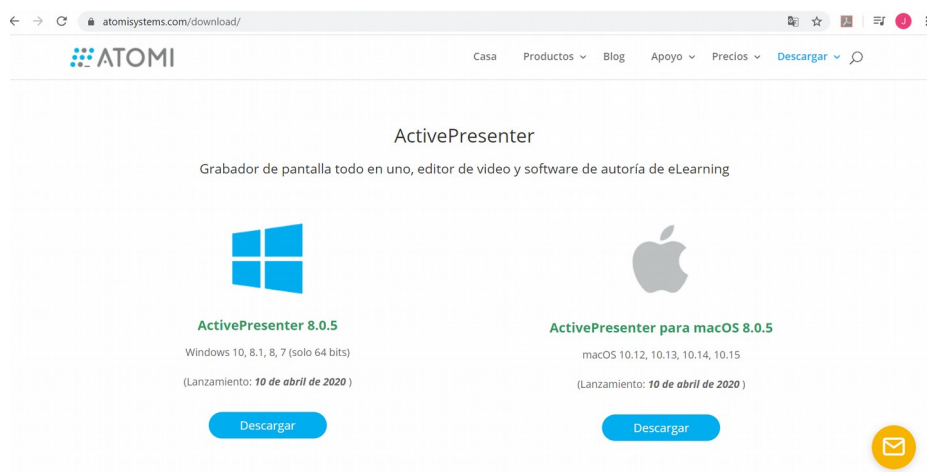 atomisystems.com/download/
J
ATOMI
Casa Productos Blog Apoyo Precios Descargar
ActivePresenter
Grabador de pantalla todo en uno, editor de video y software de autoría de eLearning
ActivePresenter 8.0.5
Windows 10, 8.1, 8, 7 (solo 64 bits)
(Lanzamiento: 10 de abril de 2020 )
Descargar
ActivePresenter para macOS 8.0.5
macOS 10.12, 10.13, 10.14, 10.15
(Lanzamiento: 10 de abril de 2020 )
Descargar